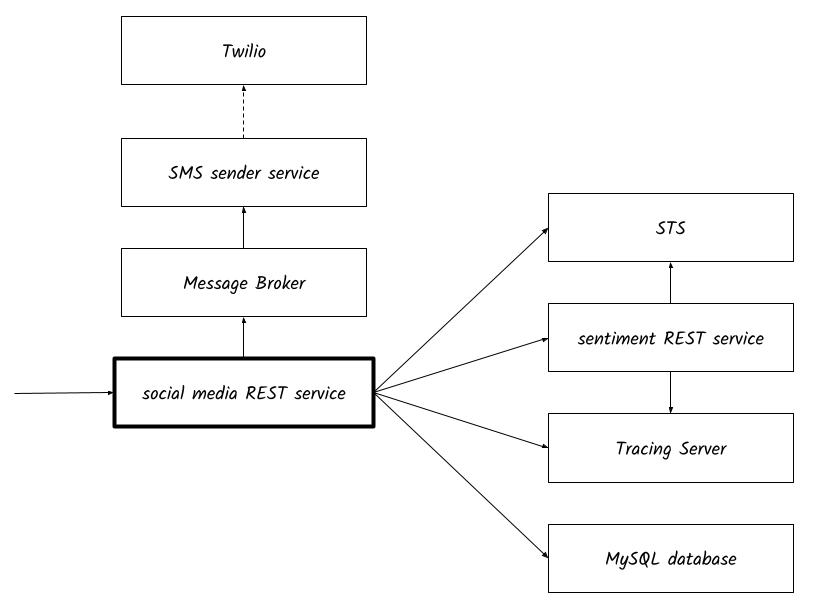 Twilio
SMS sender service
Message Broker
social media REST service
STS
sentiment REST service
Tracing Server
MySQL database